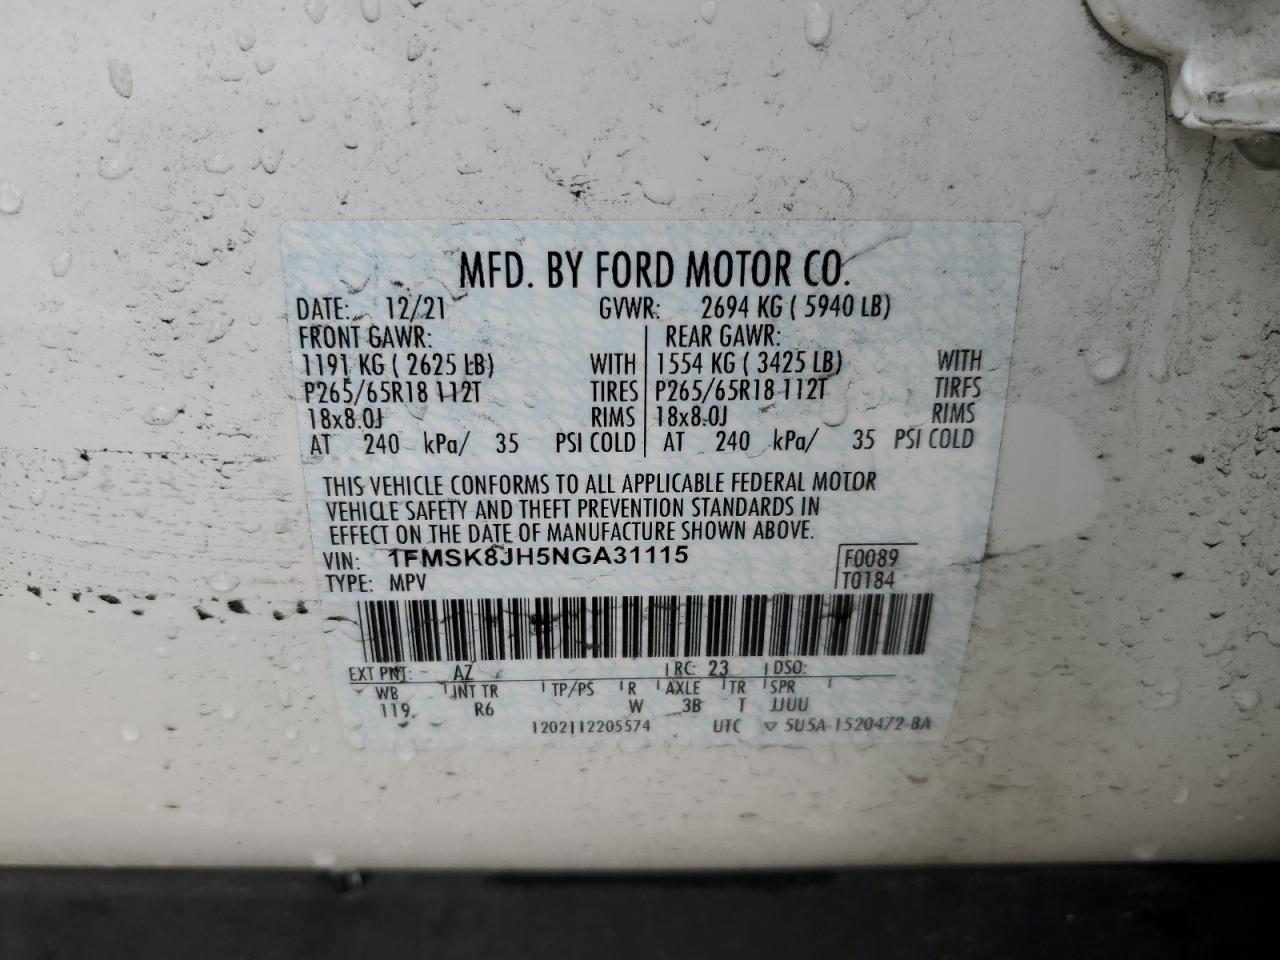 MFD. BY FORD MOTOR CO.
DATE: 12/21 GVWR: 2694 KG ( 5940 LB)
FRONT GAWR: REAR GAWR:
1191 KG ( 2625 LB) WITH 1554 KG ( 3425 LB) WITH
P265/65R18 112T TIRES P265/65R18 112T TIRES
18x8.0J RIMS 18x8.0J RIMS
AT 240 kPa/ 35 PSI COLD AT 240 kPa/ 35 PSI COLD
THIS VEHICLE CONFORMS TO ALL APPLICABLE FEDERAL MOTOR
VEHICLE SAFETY AND THEFT PREVENTION STANDARDS IN
EFFECT ON THE DATE OF MANUFACTURE SHOWN ABOVE.
VIN: 1FMSK8JH5NGA31115 F0089
TYPE: MPV T0184
EXT PNT: AZ RC: 23 DSO:
WB INT TR TP/PS R AXLE TR SPR
119 R6 W 3B T JJUU
1202112205574 UTC ▽ 5U5A-1520472-BA